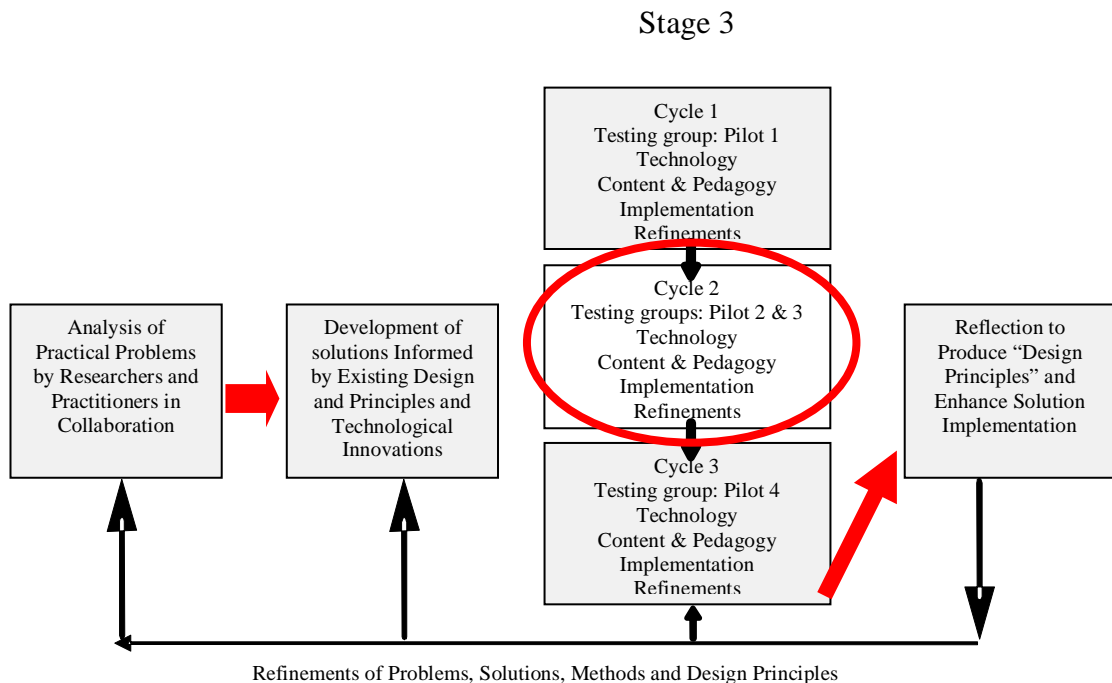 Stage 3
Cycle 1
Testing group: Pilot 1
Technology
Content & Pedagogy
Implementation
Refinements
Cycle 2
Testing groups: Pilot 2 & 3
Technology
Content & Pedagogy
Implementation
Refinements
Cycle 3
Testing group: Pilot 4
Technology
Content & Pedagogy
Implementation
Refinements
Analysis of
Practical Problems
by Researchers and
Practitioners in
Collaboration
Development of
solutions Informed
by Existing Design
and Principles and
Technological
Innovations
Reflection to
Produce “Design
Principles” and
Enhance Solution
Implementation
Refinements of Problems, Solutions, Methods and Design Principles